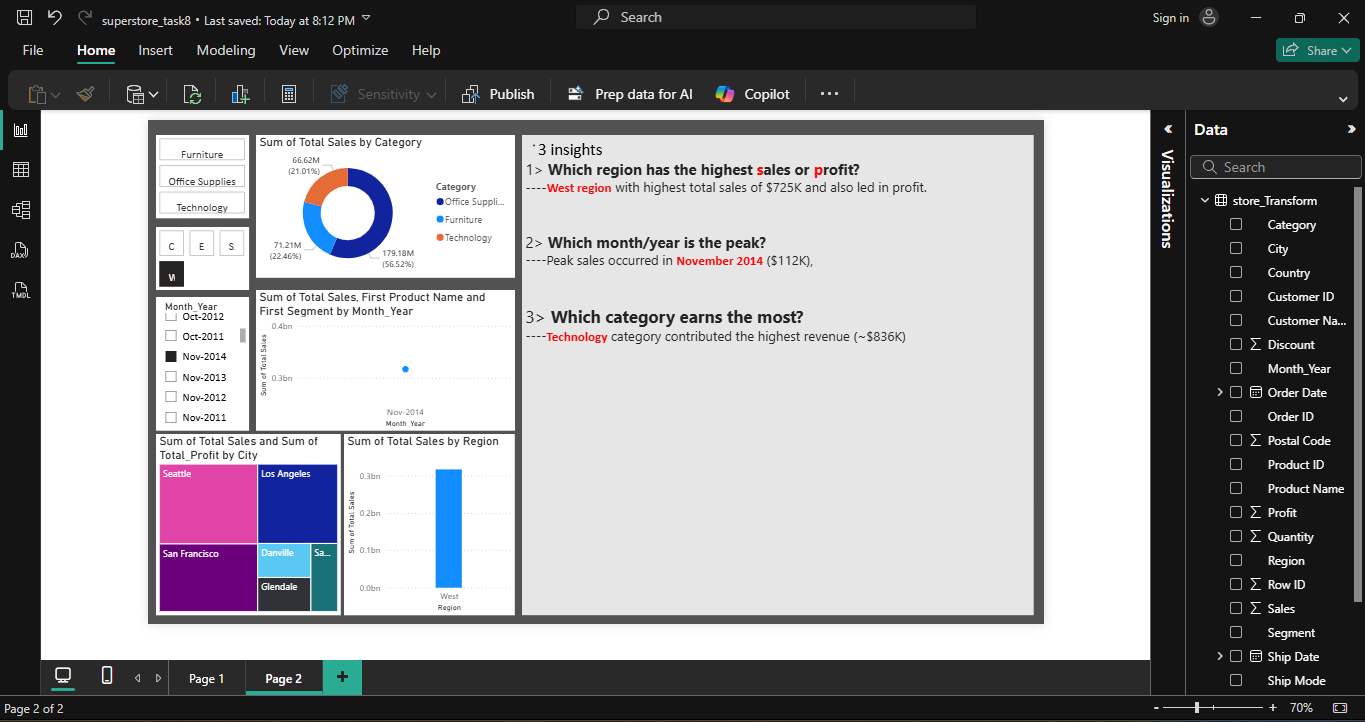 superstore_task8 • Last saved: Today at 8:12 PM
Search
Sign in
File
Home
Insert
Modeling
View
Optimize
Help
Share
Sensitivity
Publish
Prep data for AI
Copilot
Furniture
Office Supplies
Technology
C
E
S
W
Month_Year
Oct-2012
Oct-2011
Nov-2014
Nov-2013
Nov-2012
Nov-2011
Sum of Total Sales by Category
66.62M
(21.01%)
71.21M
(22.46%)
179.18M
(56.52%)
Category
Office Suppli...
Furniture
Technology
Sum of Total Sales, First Product Name and
First Segment by Month_Year
Sum of Total Sales
0.4bn
0.3bn
Nov-2014
Month_Year
Sum of Total Sales and Sum of
Total_Profit by City
Seattle
Los Angeles
San Francisco
Danville
Sa...
Glendale
Sum of Total Sales by Region
Sum of Total Sales
0.3bn
0.2bn
0.1bn
0.0bn
West
Region
3 insights
1> Which region has the highest sales or profit?
----West region with highest total sales of $725K and also led in profit.
2> Which month/year is the peak?
----Peak sales occurred in November 2014 ($112K),
3> Which category earns the most?
----Technology category contributed the highest revenue (~$836K)
Visualizations
Data
Search
store_Transform
Category
City
Country
Customer ID
Customer Na...
Discount
Month_Year
Order Date
Order ID
Postal Code
Product ID
Product Name
Profit
Quantity
Region
Row ID
Sales
Segment
Ship Date
Ship Mode
DAX
TMDL
Page 1
Page 2
Page 2 of 2
70%